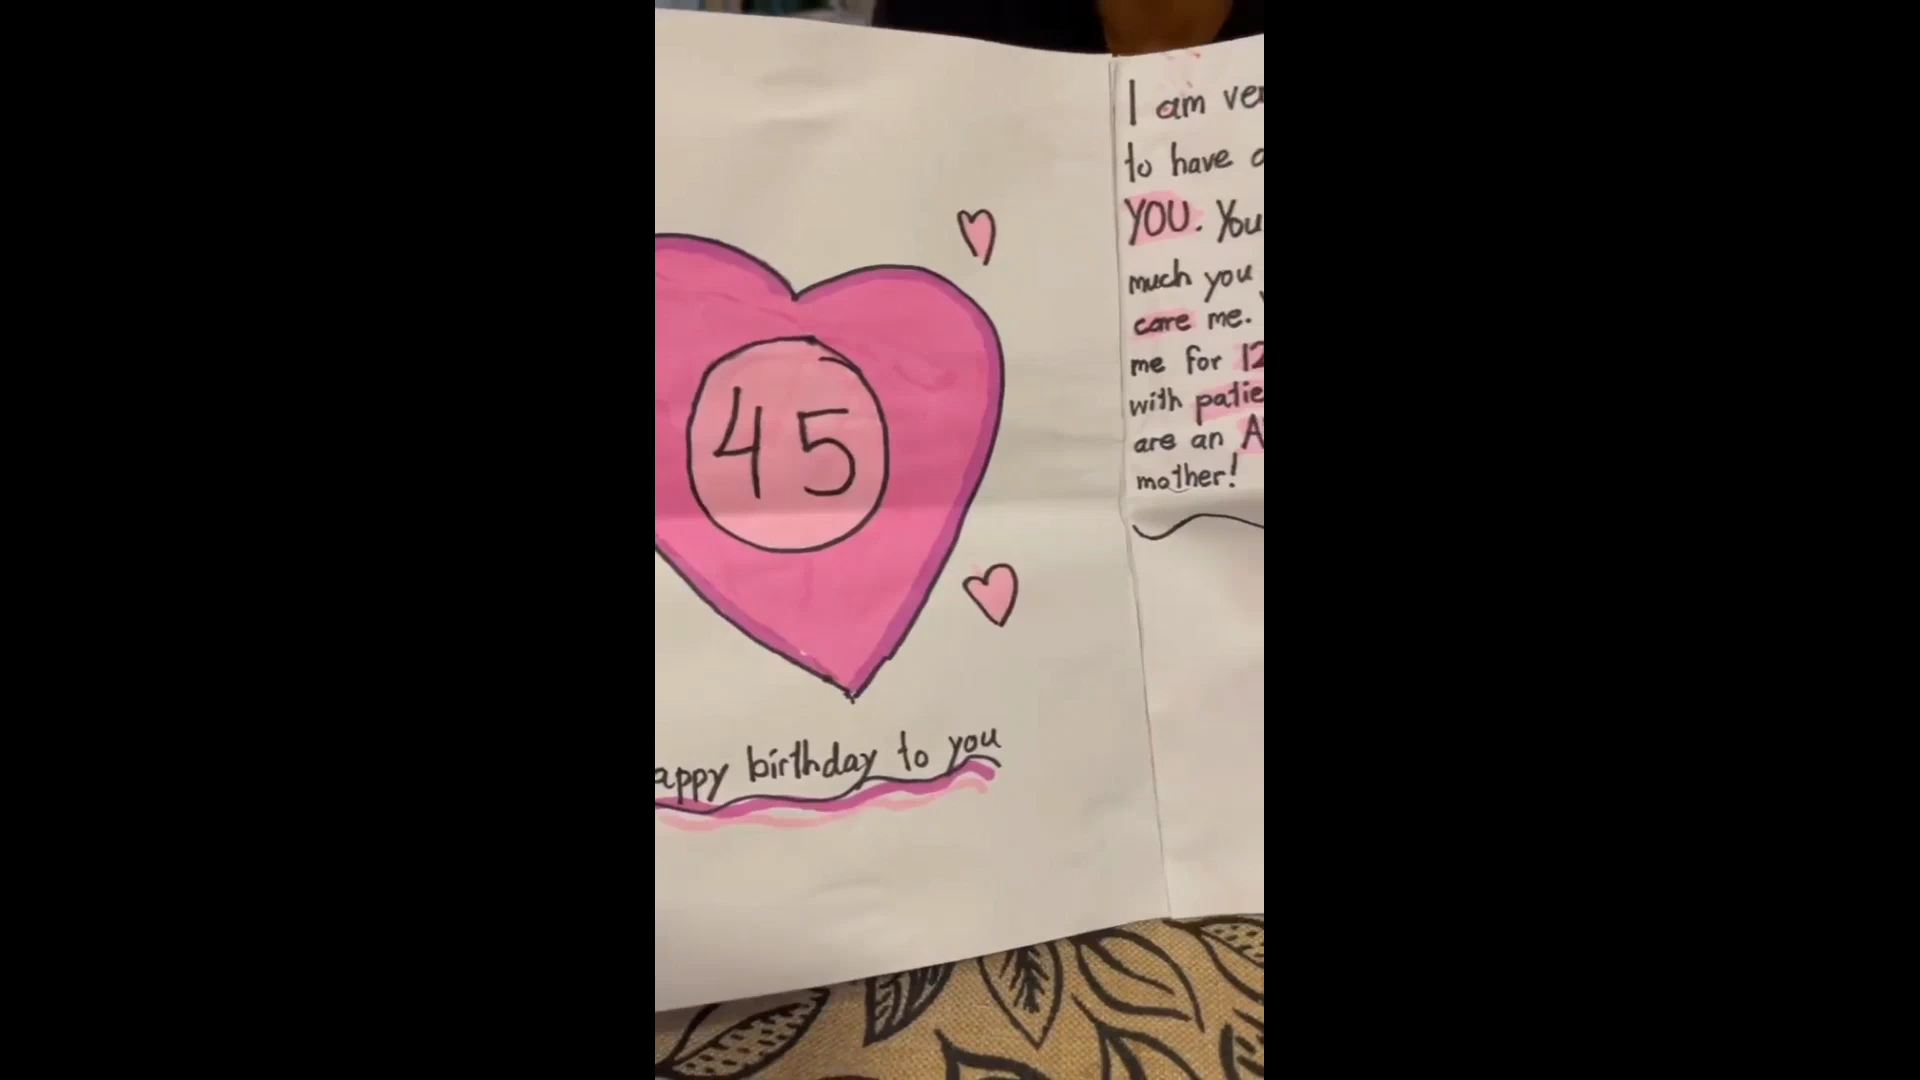 45
appy birthday to you
I am ve
to have
YOU. You
much you
care me.
me for 12
with patie
are an A
mother!